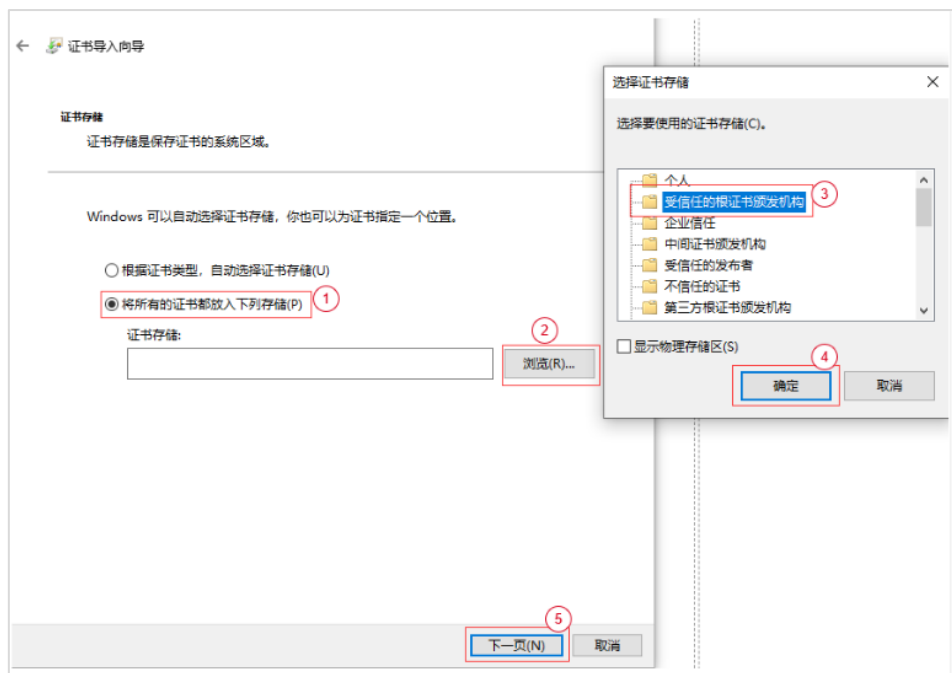 证书导入向导
证书存储
证书存储是保存证书的系统区域。
Windows 可以自动选择证书存储，你也可以为证书指定一个位置。
根据证书类型，自动选择证书存储(U)
将所有的证书都放入下列存储(P)
1
证书存储:
2
浏览(R)...
选择证书存储
选择要使用的证书存储(C)。
个人
受信任的根证书颁发机构
3
企业信任
中间证书颁发机构
受信任的发布者
不信任的证书
第三方根证书颁发机构
显示物理存储区(S)
4
确定
取消
5
下一页(N)
取消